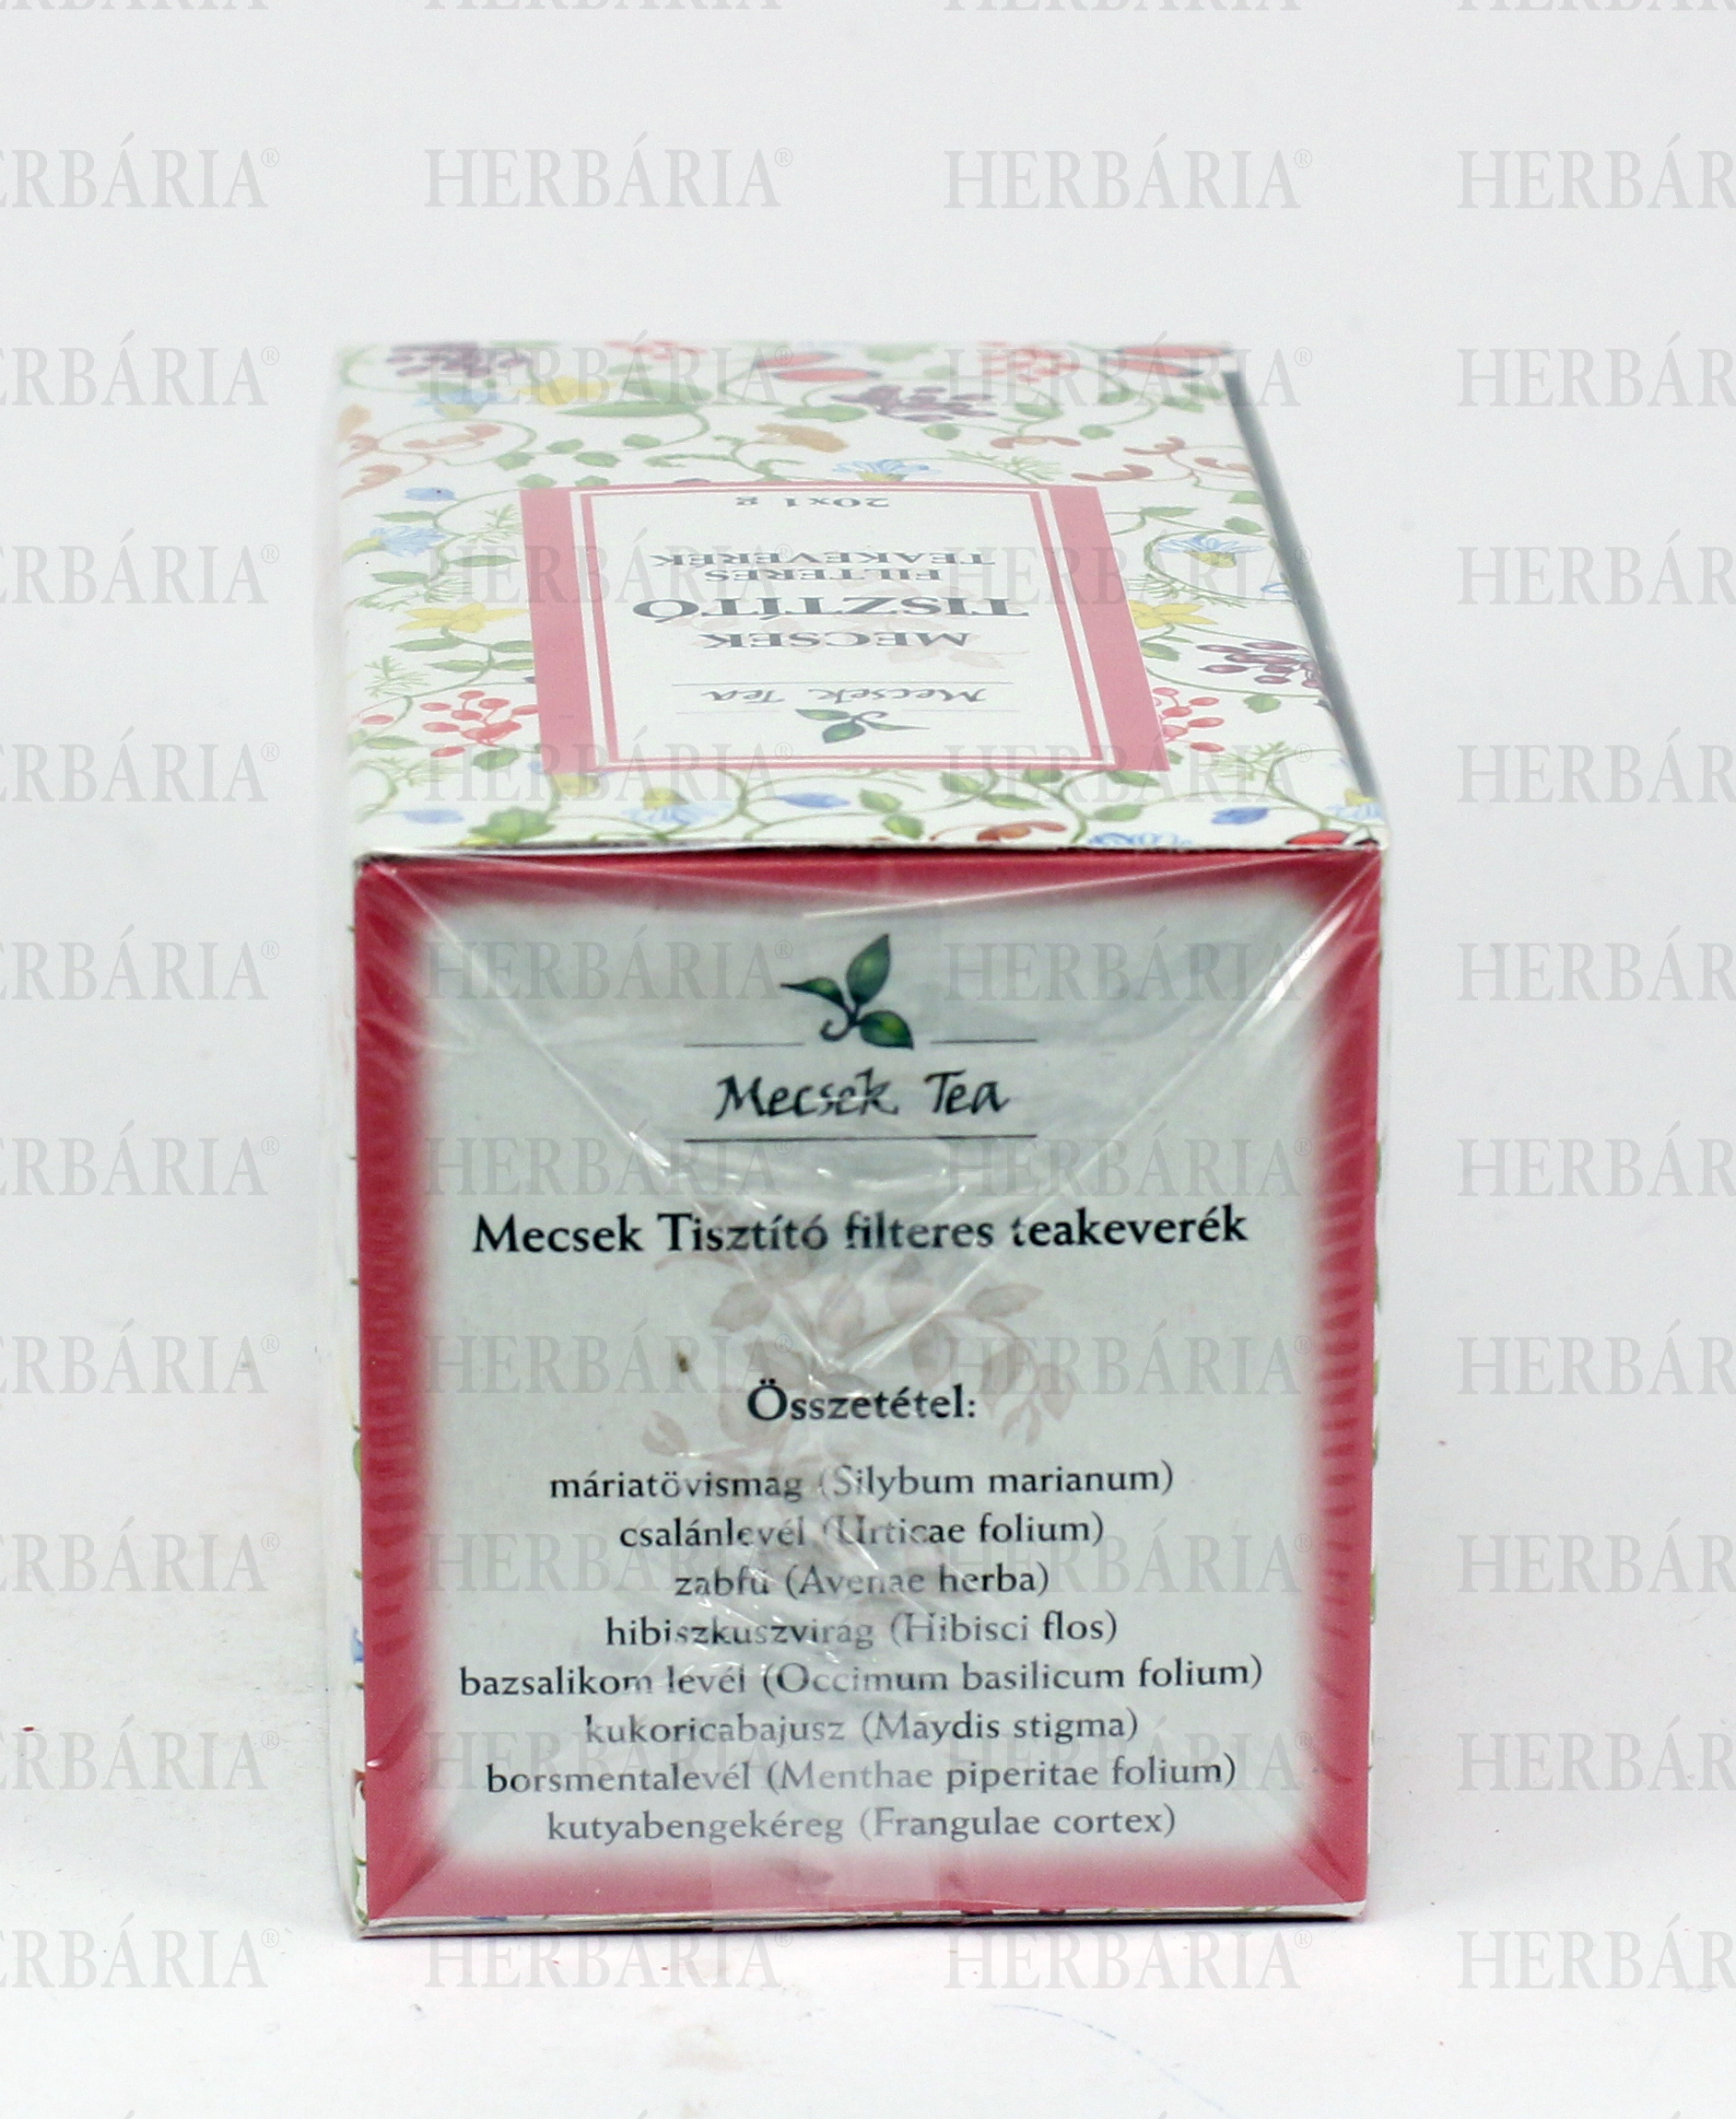 HERBÁRIA®
20x1 g
TEAKEVERÉK
FILTERES
TISZTÍTÓ
MECSEK
Mecsek Tea
Mecsek Tea
Mecsek Tisztító filteres teakeverék
Összetétel:
máriatövismag (Silybum marianum)
csalánlevél (Urticae folium)
zabfű (Avenae herba)
hibiszkuszvirág (Hibisci flos)
bazsalikom levél (Occimum basilicum folium)
kukoricabajusz (Maydis stigma)
borsmentalevél (Menthae piperitae folium)
kutyabengekéreg (Frangulae cortex)